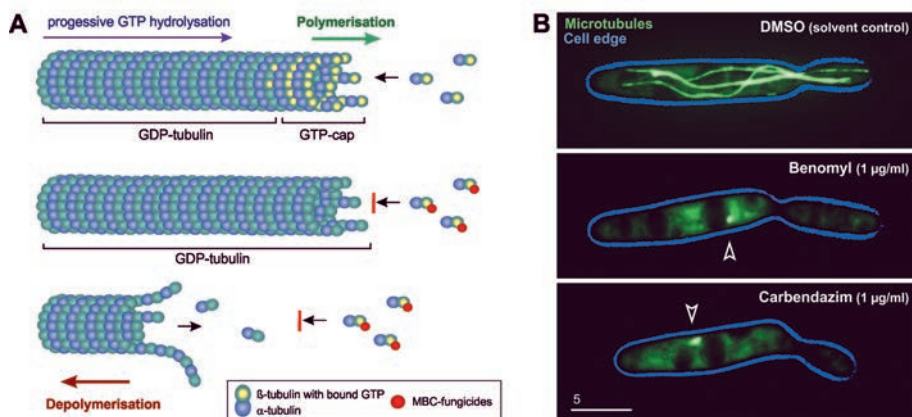 A
progressive GTP hydrolysation
Polymerisation
GDP-tubulin
GTP-cap
GDP-tubulin
Depolymerisation
ß-tubulin with bound GTP
α-tubulin
MBC-fungicides
B
Microtubules
Cell edge
DMSO (solvent control)
Benomyl (1 µg/ml)
Carbendazim (1 µg/ml)
5